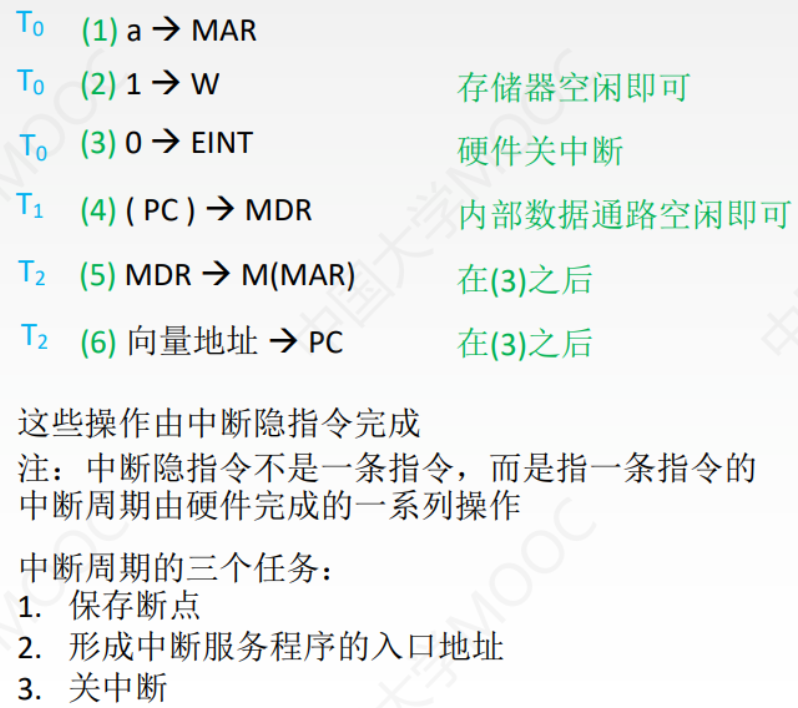 T0 (1) a → MAR
T0 (2) 1 → W 存储器空闲即可
T0 (3) 0 → EINT 硬件关中断
T1 (4) ( PC ) → MDR 内部数据通路空闲即可
T2 (5) MDR → M(MAR) 在(3)之后
T2 (6) 向量地址 → PC 在(3)之后
这些操作由中断隐指令完成
注：中断隐指令不是一条指令，而是指一条指令的
中断周期由硬件完成的一系列操作
中断周期的三个任务：
1. 保存断点
2. 形成中断服务程序的入口地址
3. 关中断